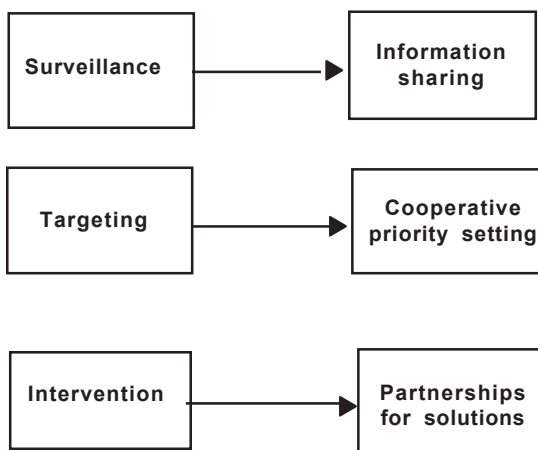 Surveillance
Information
sharing
Targeting
Cooperative
priority setting
Intervention
Partnerships
for solutions